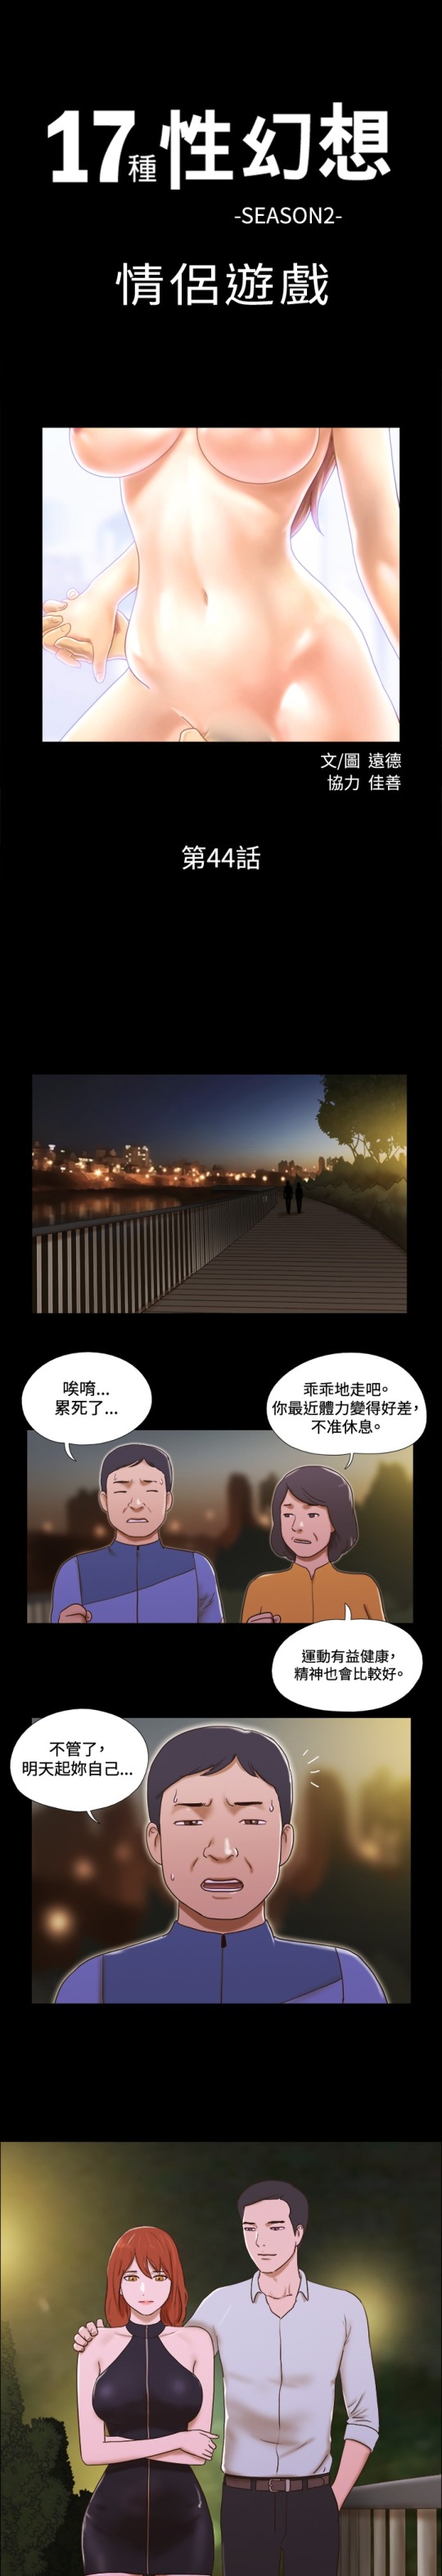 17種性幻想
-SEASON2-
情侶遊戲
文/圖 遠德
協力 佳善
第44話
唉唷...
累死了...
乖乖地走吧。
你最近體力變得好差，
不准休息。
運動有益健康，
精神也會比較好。
不管了，
明天起妳自己...